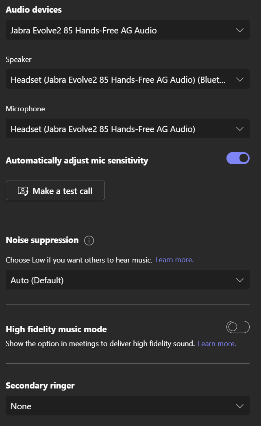 Audio devices
Jabra Evolve2 85 Hands-Free AG Audio
Speaker
Headset (Jabra Evolve2 85 Hands-Free AG Audio) (Bluet...
Microphone
Headset (Jabra Evolve2 85 Hands-Free AG Audio)
Automatically adjust mic sensitivity
Make a test call
Noise suppression
Choose Low if you want others to hear music. Learn more.
Auto (Default)
High fidelity music mode
Show the option in meetings to deliver high fidelity sound. Learn more.
Secondary ringer
None